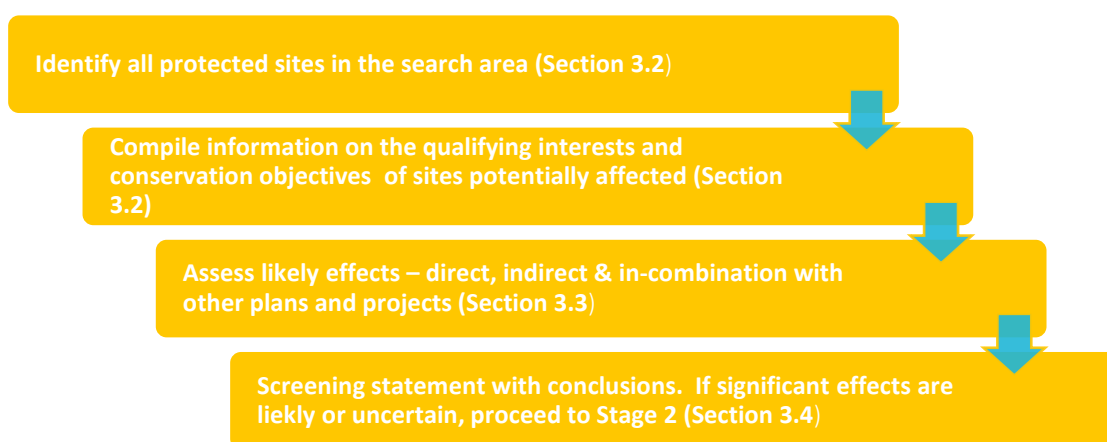 Identify all protected sites in the search area (Section 3.2)
Compile information on the qualifying interests and
conservation objectives  of sites potentially affected (Section
3.2)
Assess likely effects – direct, indirect & in-combination with
other plans and projects (Section 3.3)
Screening statement with conclusions.  If significant effects are
liekly or uncertain, proceed to Stage 2 (Section 3.4)